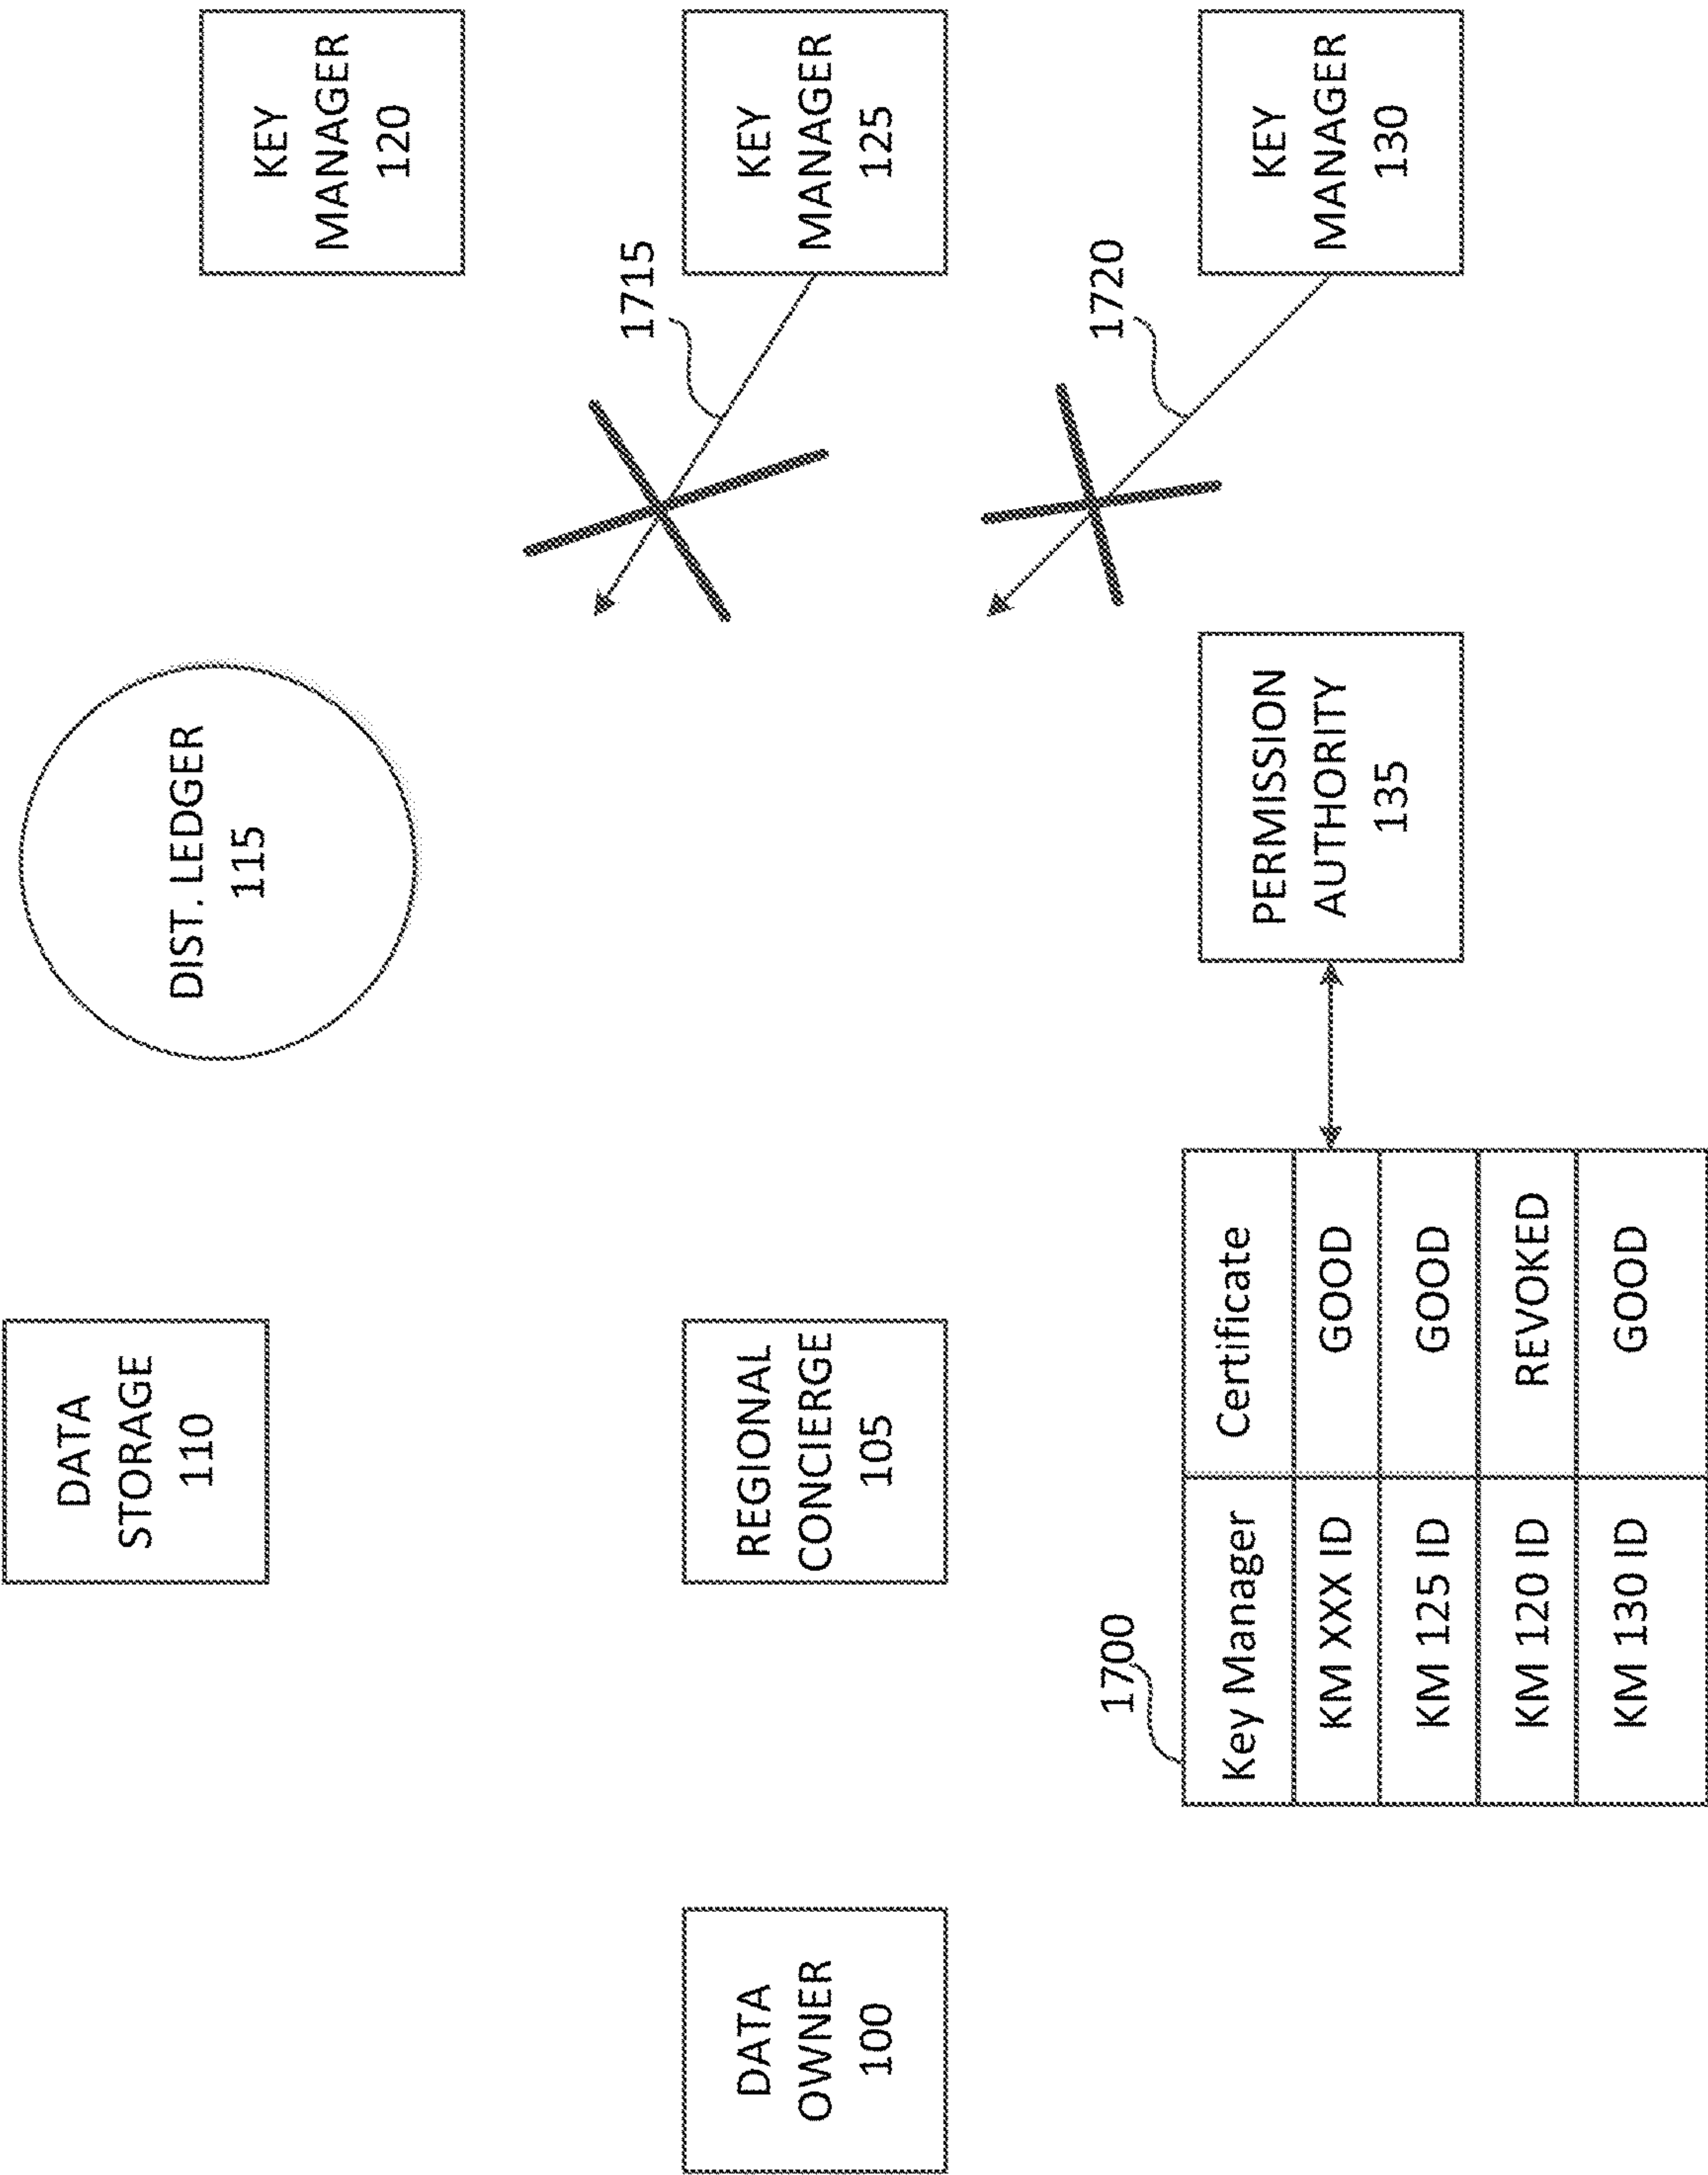 DATA
STORAGE
110
DIST. LEDGER
115
KEY
MANAGER
120
DATA
OWNER
100
REGIONAL
CONCIERGE
105
1715
KEY
MANAGER
125
1700
1720
Key Manager Certificate
KM XXX ID GOOD
KM 125 ID GOOD
KM 120 ID REVOKED
KM 130 ID GOOD
PERMISSION
AUTHORITY
135
KEY
MANAGER
130